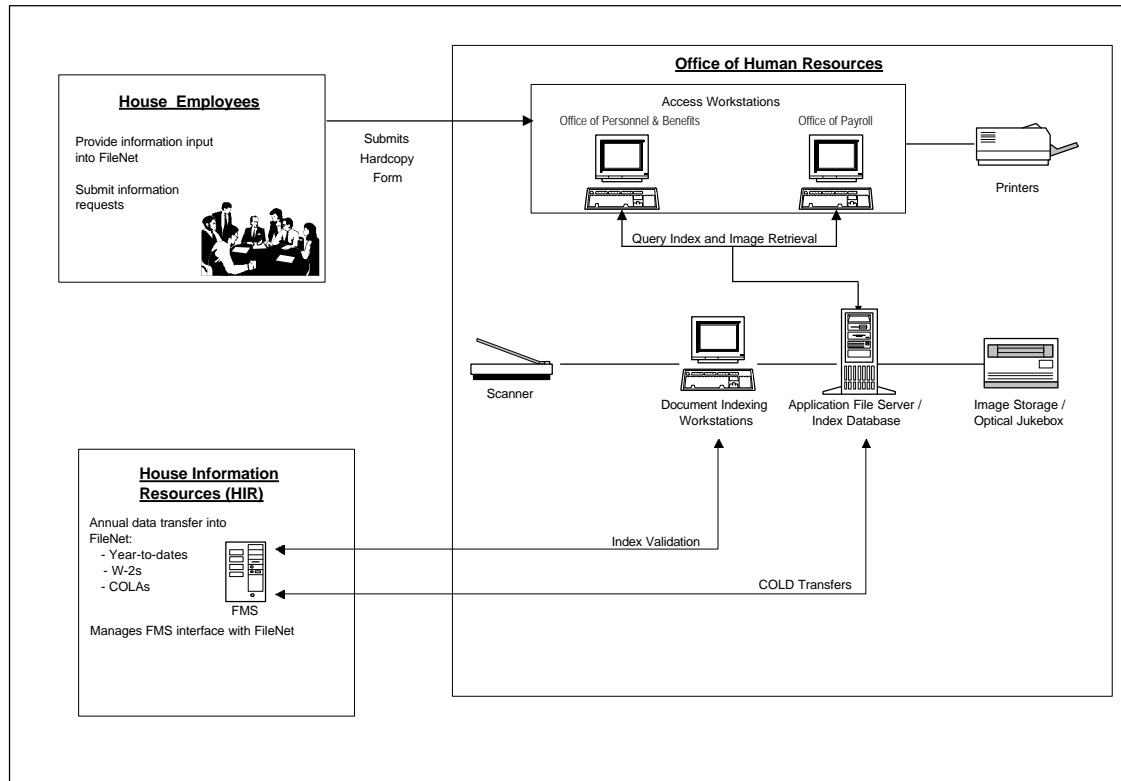 House Employees
Provide information input
into FileNet
Submit information
requests
Submits
Hardcopy
Form
Office of Human Resources
Access Workstations
Office of Personnel & Benefits
Office of Payroll
Printers
Query Index and Image Retrieval
Scanner
Document Indexing
Workstations
Application File Server /
Index Database
Image Storage /
Optical Jukebox
House Information
Resources (HIR)
Annual data transfer into
FileNet:
- Year-to-dates
- W-2s
- COLAs
FMS
Manages FMS interface with FileNet
Index Validation
COLD Transfers